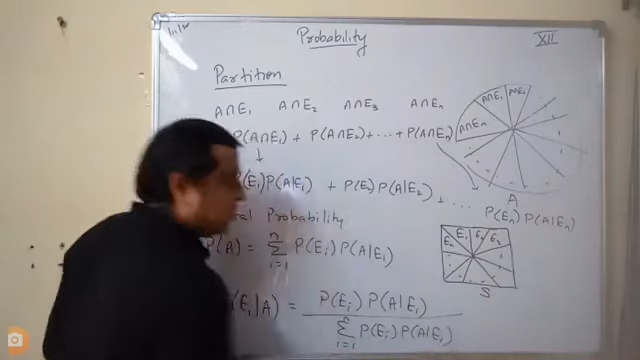 Probability
XII
Partition
A∩E₁ A∩E₂ A∩E₃ A∩Eₙ
P(A∩E₁) + P(A∩E₂) + ... + P(A∩Eₙ)
P(E₁)P(A|E₁) + P(E₂)P(A|E₂) + ... P(Eₙ)P(A|Eₙ)
Probability
P(A) = n Σ i=1 P(Eᵢ)P(A|Eᵢ)
(Eᵢ|A) = P(Eᵢ)P(A|Eᵢ)
Σ i=1 P(Eᵢ)P(A|Eᵢ)
A∩Eₙ A∩E₁ A∩E₂
A
Eₙ E₁ E₂ E₃
S